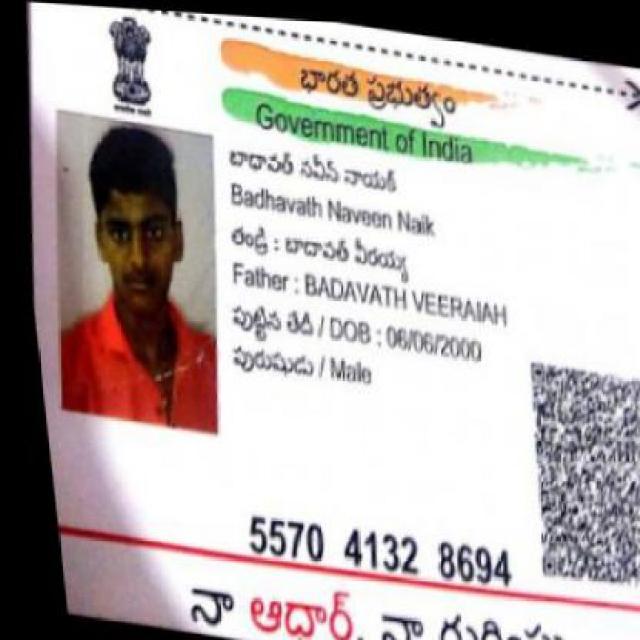 భారత ప్రభుత్వం
Government of India
బాదావత్ నవీన్ నాయక్
Badhavath Naveen Naik
తండ్రి : బాదావత్ వీరయ్య
Father : BADAVATH VEERAIAH
పుట్టిన తేదీ / DOB : 06/06/2000
పురుషుడు / Male
5570 4132 8694
నా ఆధార్, నా